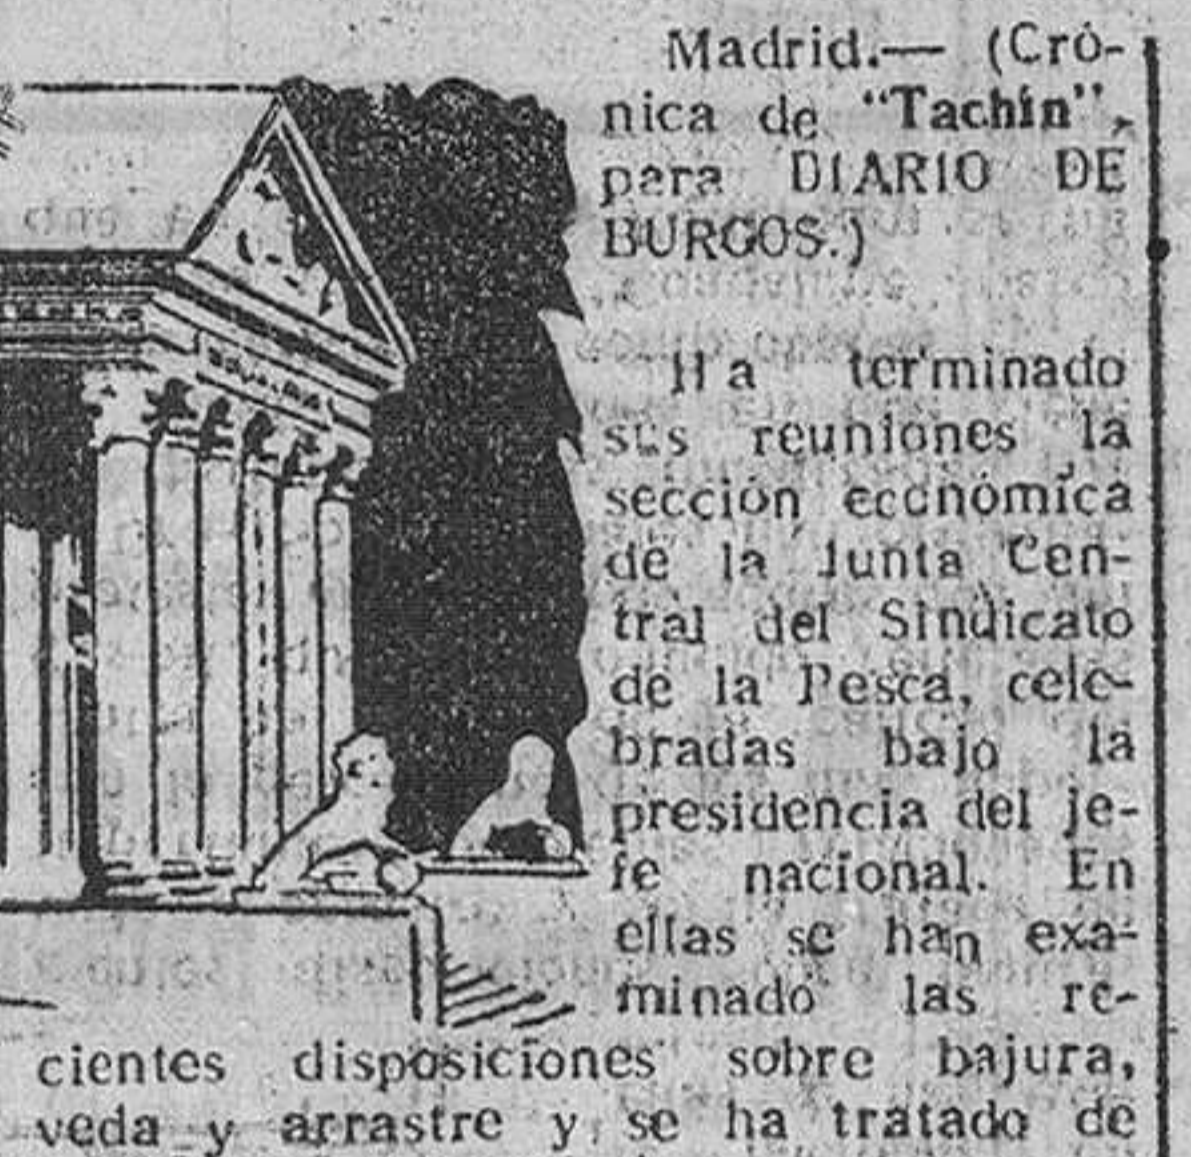 Madrid.— (Cró-
nica de "Tachín",
para DIARIO DE
BURGOS.)
Ha terminado
sus reuniones la
sección económica
de la Junta Cen-
tral del Sindicato
de la Pesca, cele-
bradas bajo la
presidencia del je-
fe nacional. En
ellas se han exa-
minado las re-
cientes disposiciones sobre bajura,
veda y arrastre y se ha tratado de